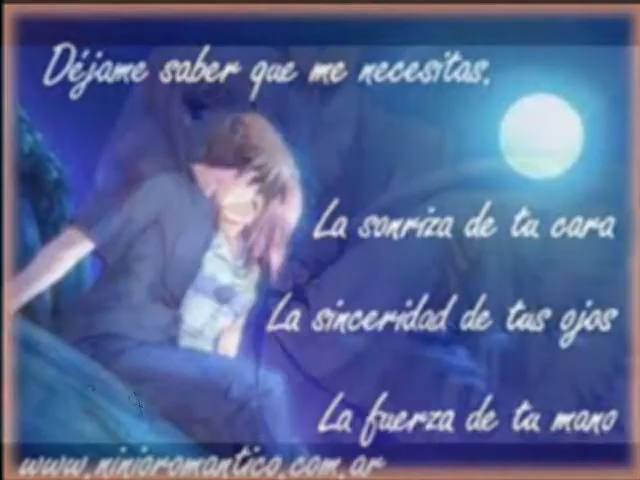 Déjame saber que me necesitas.
La sonriza de tu cara
La sinceridad de tus ojos
La fuerza de tu mano
www.ninioromantico.com.ar